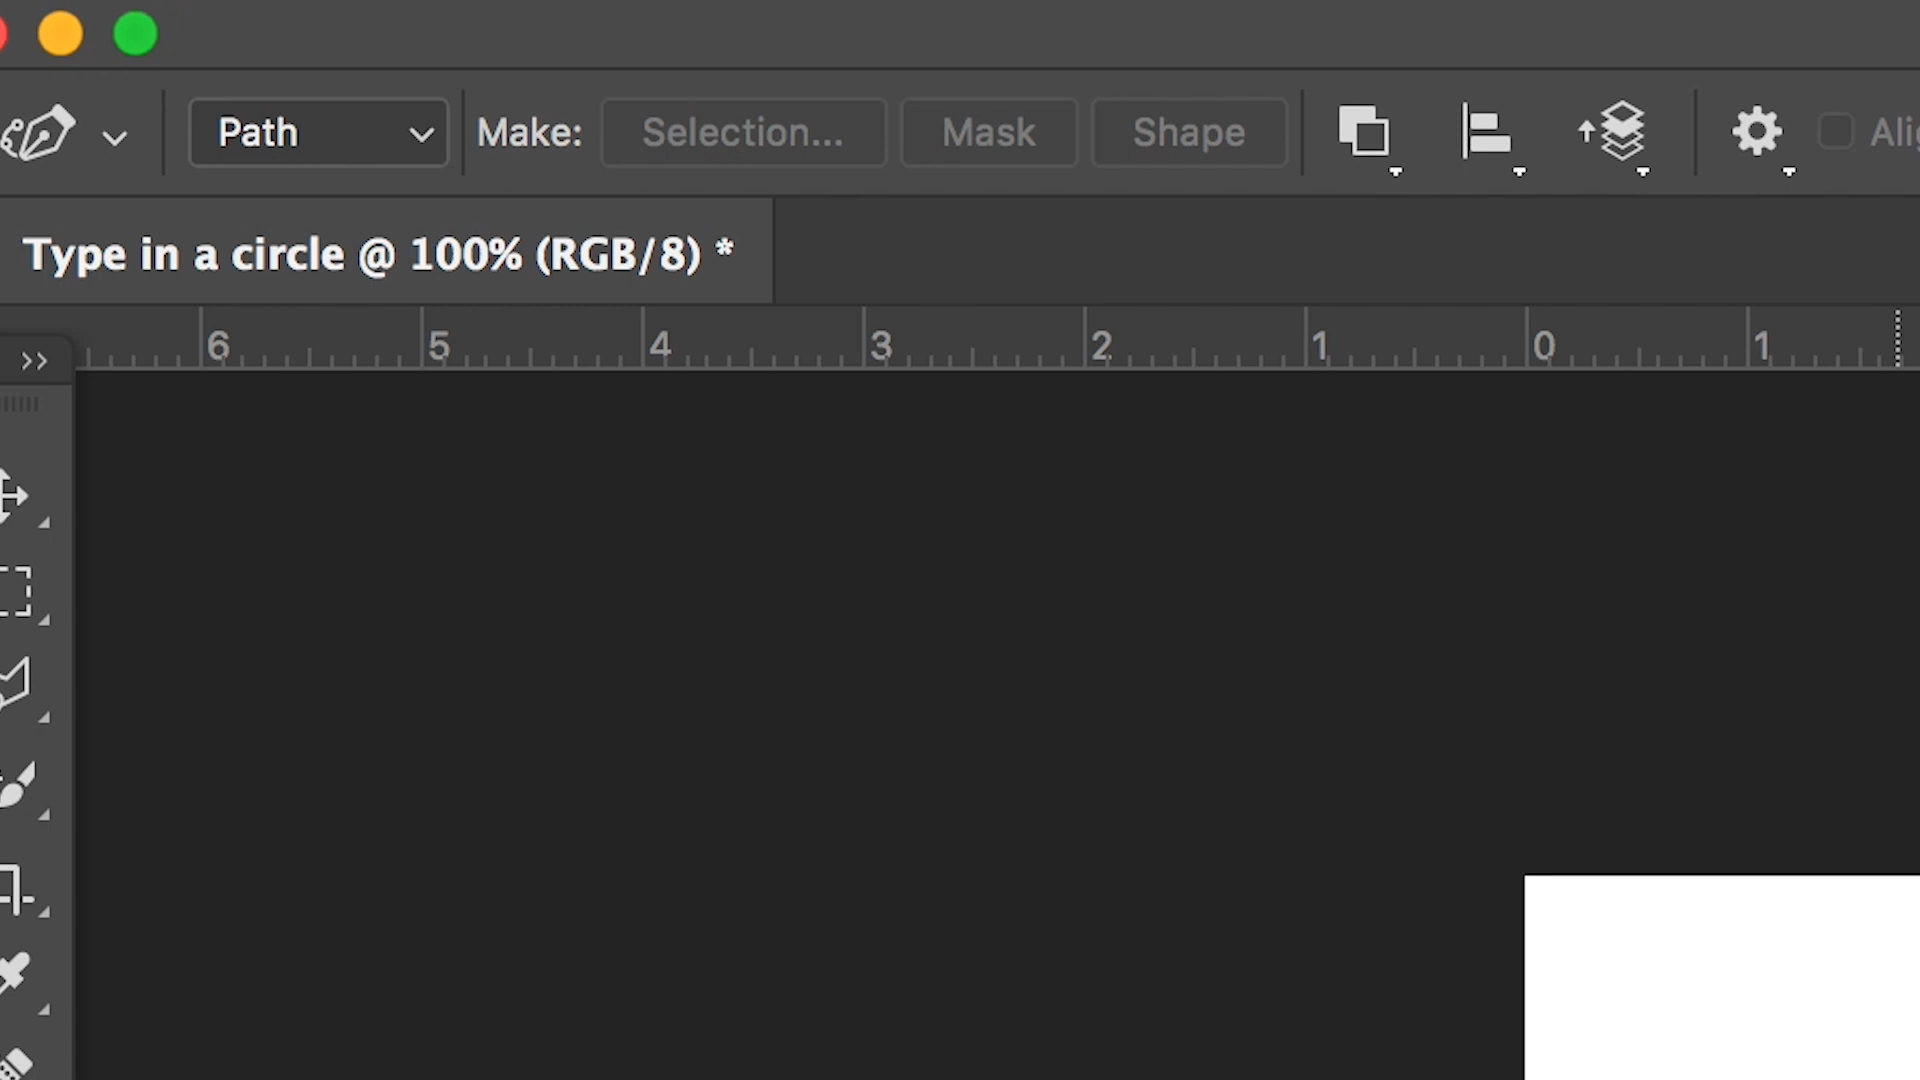 Path Make: Selection... Mask Shape
Type in a circle @ 100% (RGB/8) *
6 5 4 3 2 1 0 1